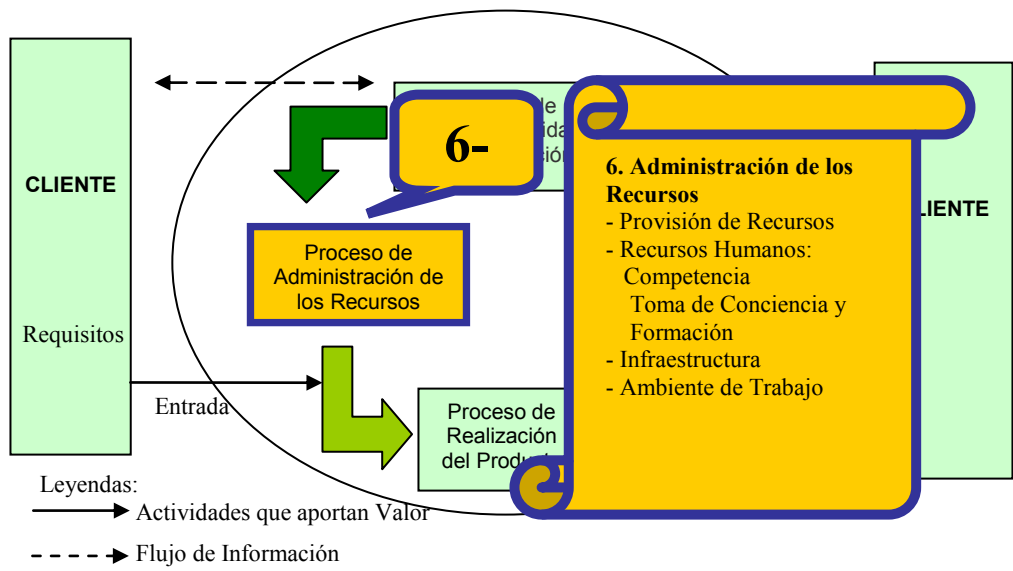 CLIENTE
Requisitos
Entrada
de
6-
Proceso de
Administración de
los Recursos
Proceso de
Realización
del
6. Administración de los
Recursos
- Provisión de Recursos
- Recursos Humanos:
Competencia
Toma de Conciencia y
Formación
- Infraestructura
- Ambiente de Trabajo
Leyendas:
Actividades que aportan Valor
Flujo de Información